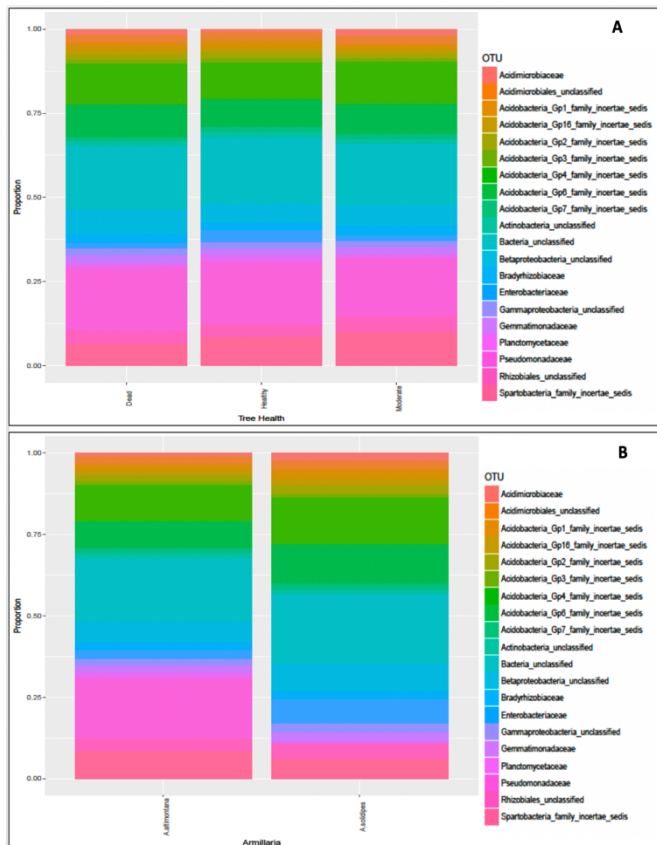 A
1.00
0.75
0.50
0.25
0.00
Proportion
Dead
Healthy
Moderate
Tree Health
OTU
Acidimicrobiaceae
Acidimicrobiales_unclassified
Acidobacteria_Gp1_family_incertae_sedis
Acidobacteria_Gp16_family_incertae_sedis
Acidobacteria_Gp2_family_incertae_sedis
Acidobacteria_Gp3_family_incertae_sedis
Acidobacteria_Gp4_family_incertae_sedis
Acidobacteria_Gp6_family_incertae_sedis
Acidobacteria_Gp7_family_incertae_sedis
Actinobacteria_unclassified
Bacteria_unclassified
Betaproteobacteria_unclassified
Bradyrhizobiaceae
Enterobacteriaceae
Gammaproteobacteria_unclassified
Gemmatimonadaceae
Planctomycetaceae
Pseudomonadaceae
Rhizobiales_unclassified
Spartobacteria_family_incertae_sedis
B
1.00
0.75
0.50
0.25
0.00
Proportion
A.altimontana
A.solidipes
Armillaria
OTU
Acidimicrobiaceae
Acidimicrobiales_unclassified
Acidobacteria_Gp1_family_incertae_sedis
Acidobacteria_Gp16_family_incertae_sedis
Acidobacteria_Gp2_family_incertae_sedis
Acidobacteria_Gp3_family_incertae_sedis
Acidobacteria_Gp4_family_incertae_sedis
Acidobacteria_Gp6_family_incertae_sedis
Acidobacteria_Gp7_family_incertae_sedis
Actinobacteria_unclassified
Bacteria_unclassified
Betaproteobacteria_unclassified
Bradyrhizobiaceae
Enterobacteriaceae
Gammaproteobacteria_unclassified
Gemmatimonadaceae
Planctomycetaceae
Pseudomonadaceae
Rhizobiales_unclassified
Spartobacteria_family_incertae_sedis